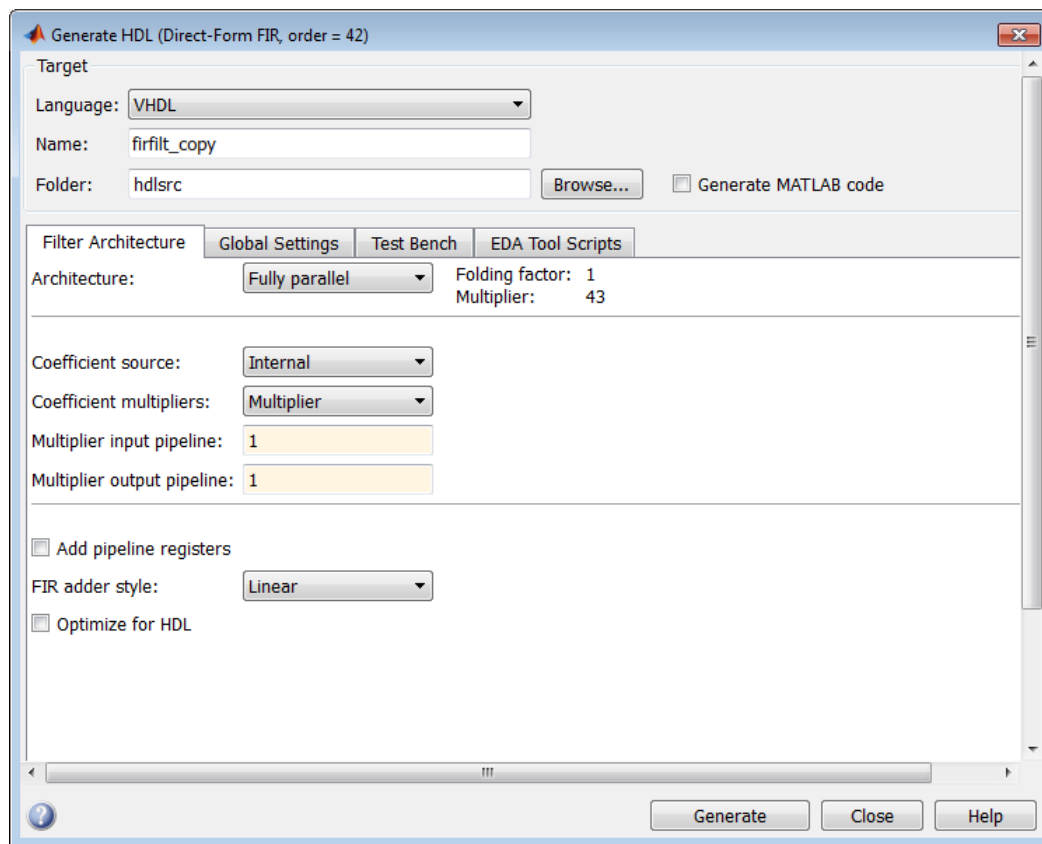 Generate HDL (Direct-Form FIR, order = 42)
Target
Language: VHDL
Name: firfilt_copy
Folder: hdlsrc Browse... Generate MATLAB code
Filter Architecture Global Settings Test Bench EDA Tool Scripts
Architecture: Fully parallel Folding factor: 1
Multiplier: 43
Coefficient source: Internal
Coefficient multipliers: Multiplier
Multiplier input pipeline: 1
Multiplier output pipeline: 1
Add pipeline registers
FIR adder style: Linear
Optimize for HDL
Generate Close Help